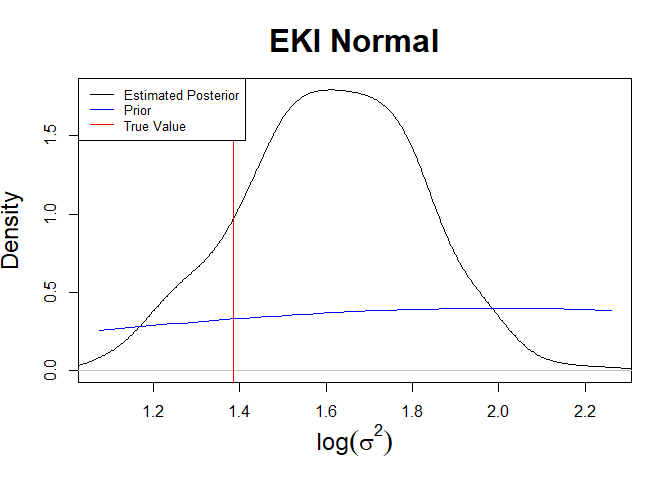 EKI Normal
Estimated Posterior
Prior
True Value
Density
0.0
0.5
1.0
1.5
1.2
1.4
1.6
1.8
2.0
2.2
log(σ²)